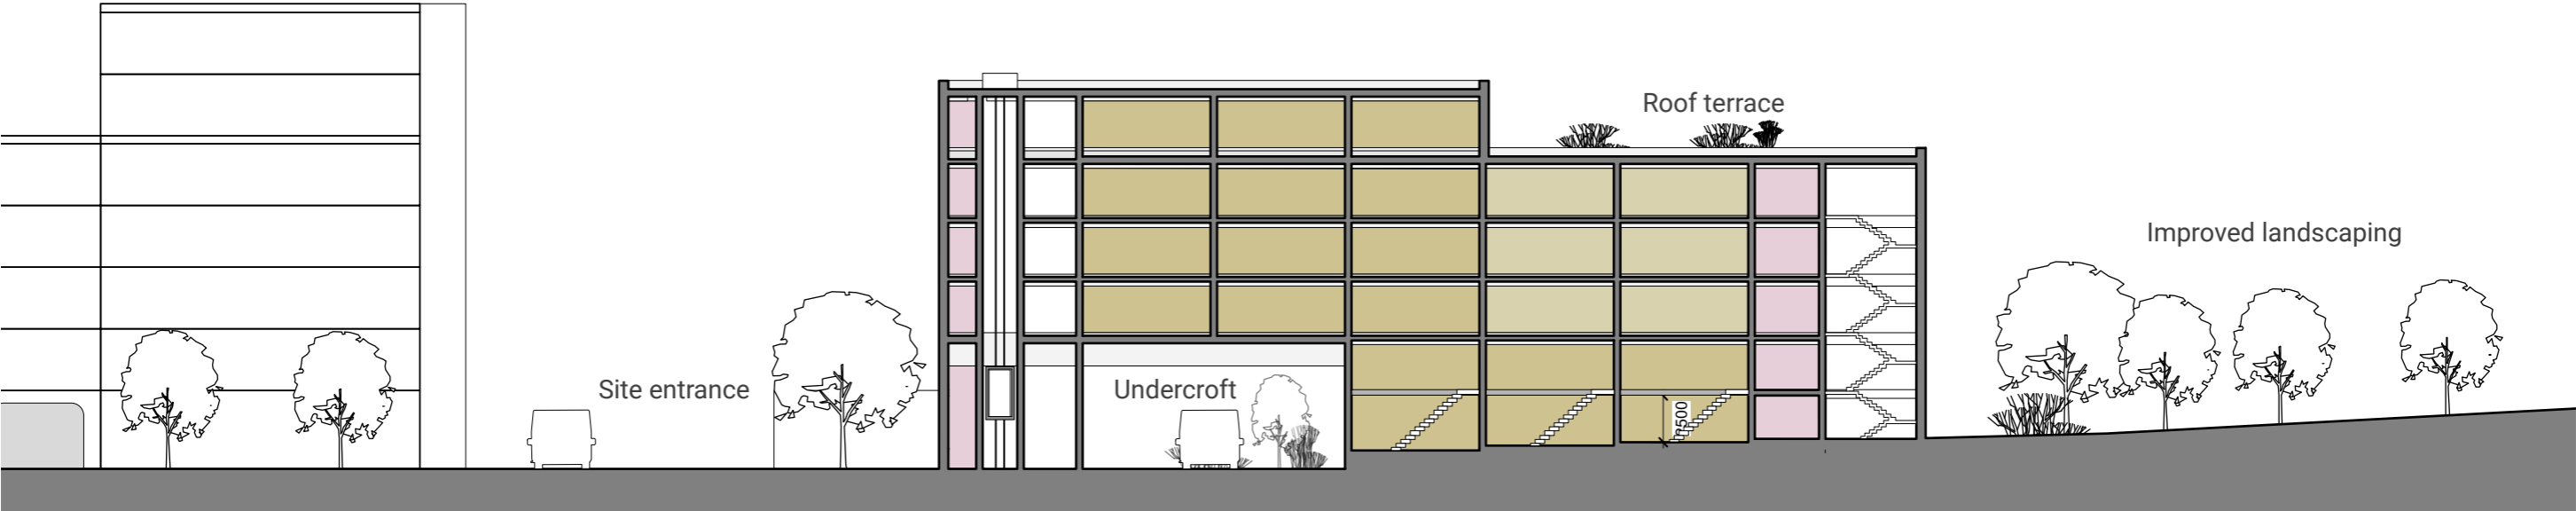 Roof terrace
Improved landscaping
Site entrance
Undercroft
2500